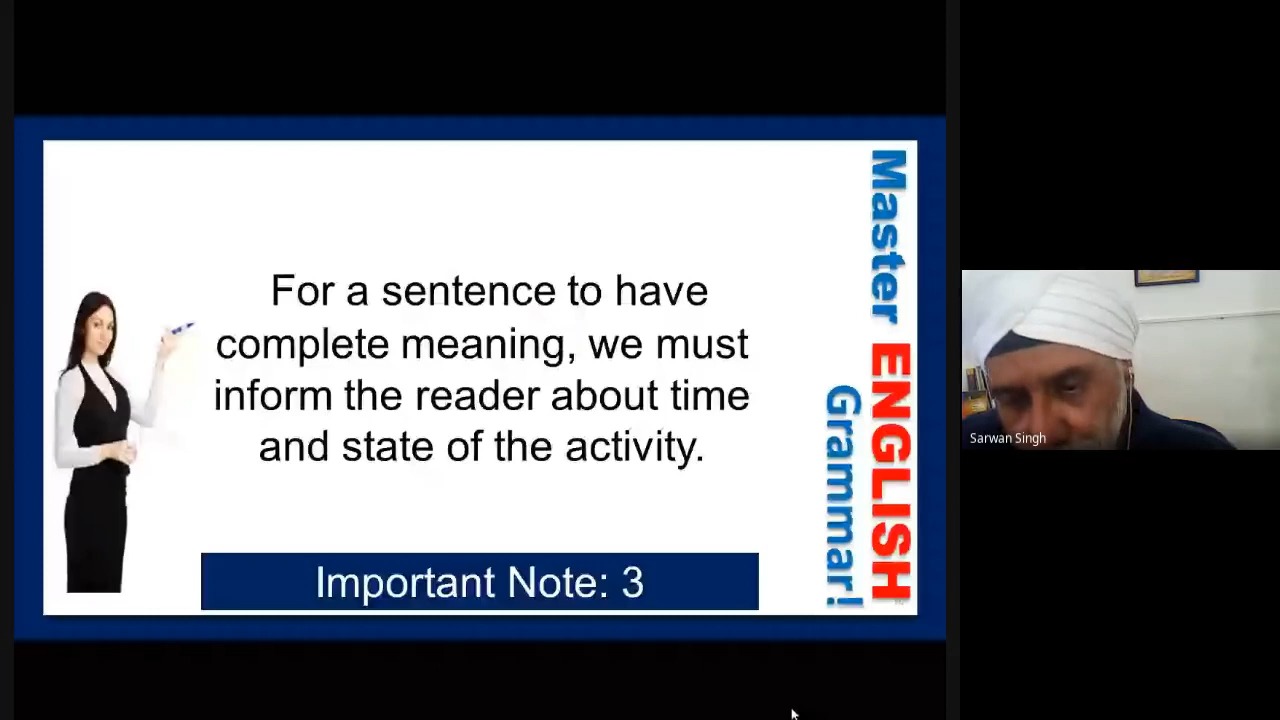 For a sentence to have
complete meaning, we must
inform the reader about time
and state of the activity.
Important Note: 3
Master ENGLISH
Grammar!
Sarwan Singh